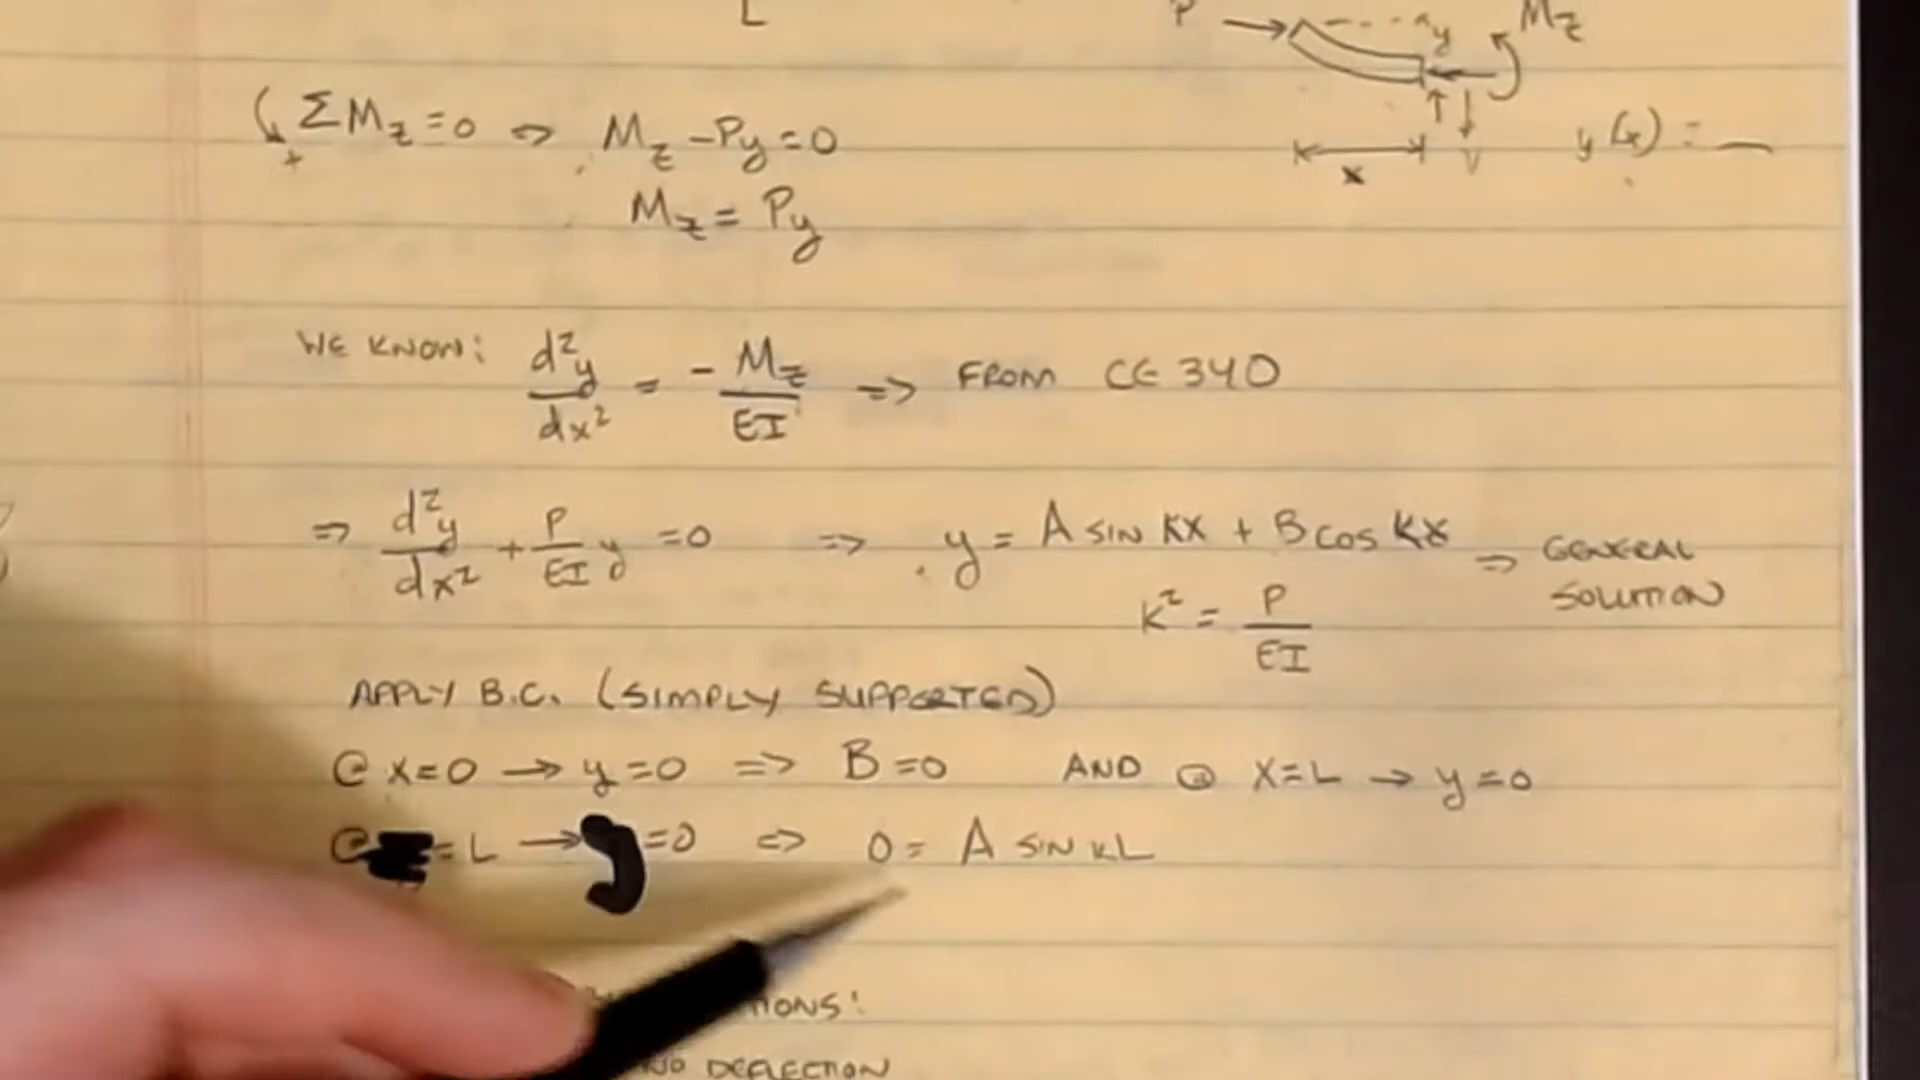 L
P y Mz
ΣMz = 0 => Mz - Py = 0
+
x V y(x) = __
Mz = Py
WE KNOW: d²y/dx² = - Mz/EI => FROM CE 340
=> d²y/dx² + P/EI y = 0 => y = A SIN KX + B COS KX => GENERAL SOLUTION
K² = P/EI
APPLY B.C. (SIMPLY SUPPORTED)
@ X=0 → y=0 => B=0 AND @ X=L → y=0
@ = L → =0 => 0 = A SIN KL
DEFLECTION